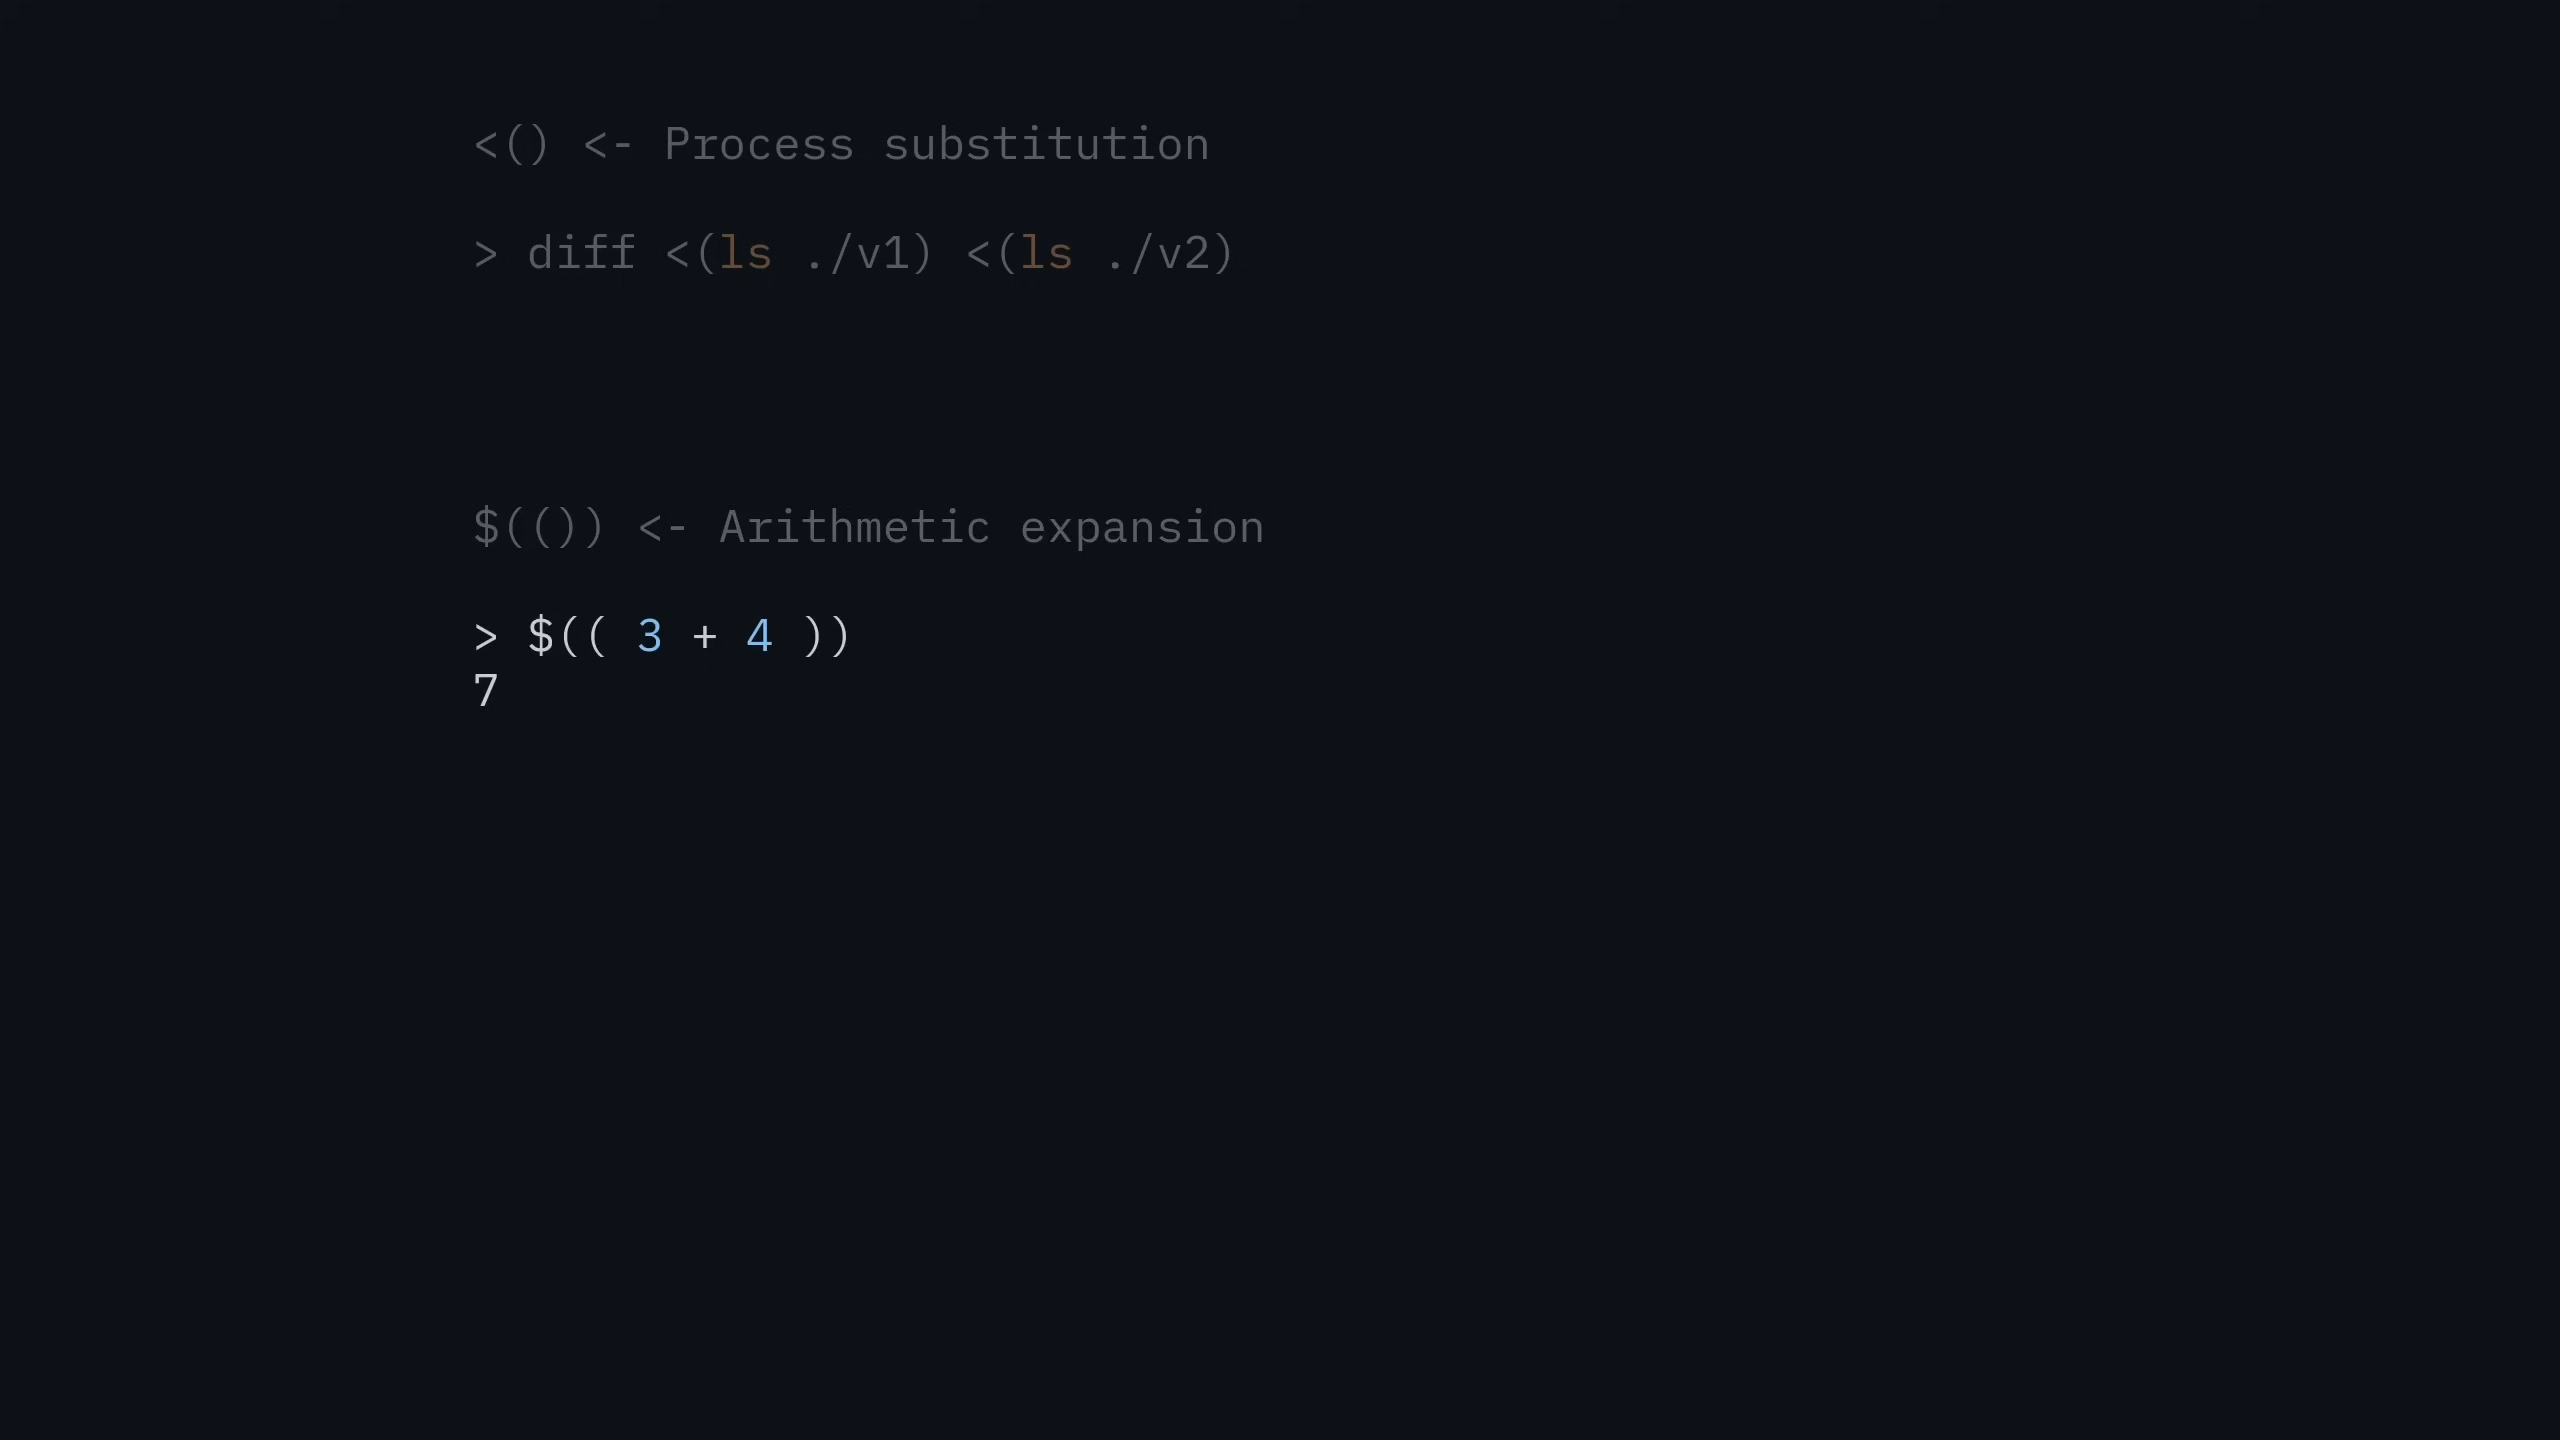 <() <- Process substitution
> diff <(ls ./v1) <(ls ./v2)
$(()) <- Arithmetic expansion
> $(( 3 + 4 ))
7